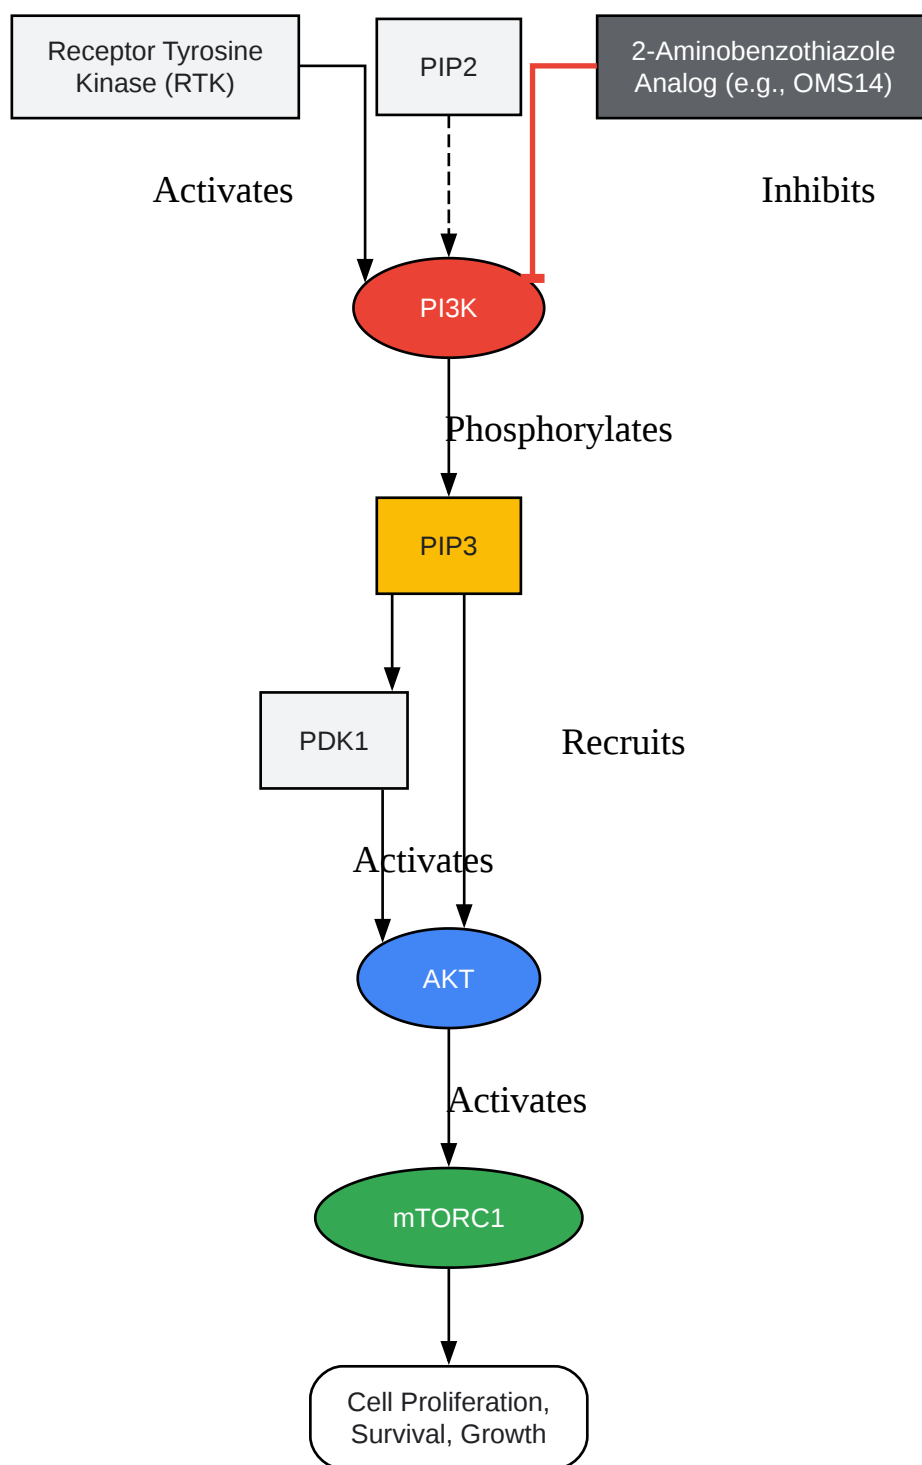 Receptor Tyrosine
Kinase (RTK)
PIP2
2-Aminobenzothiazole
Analog (e.g., OMS14)
Activates
Inhibits
PI3K
Phosphorylates
PIP3
PDK1
Recruits
Activates
AKT
Activates
mTORC1
Cell Proliferation,
Survival, Growth